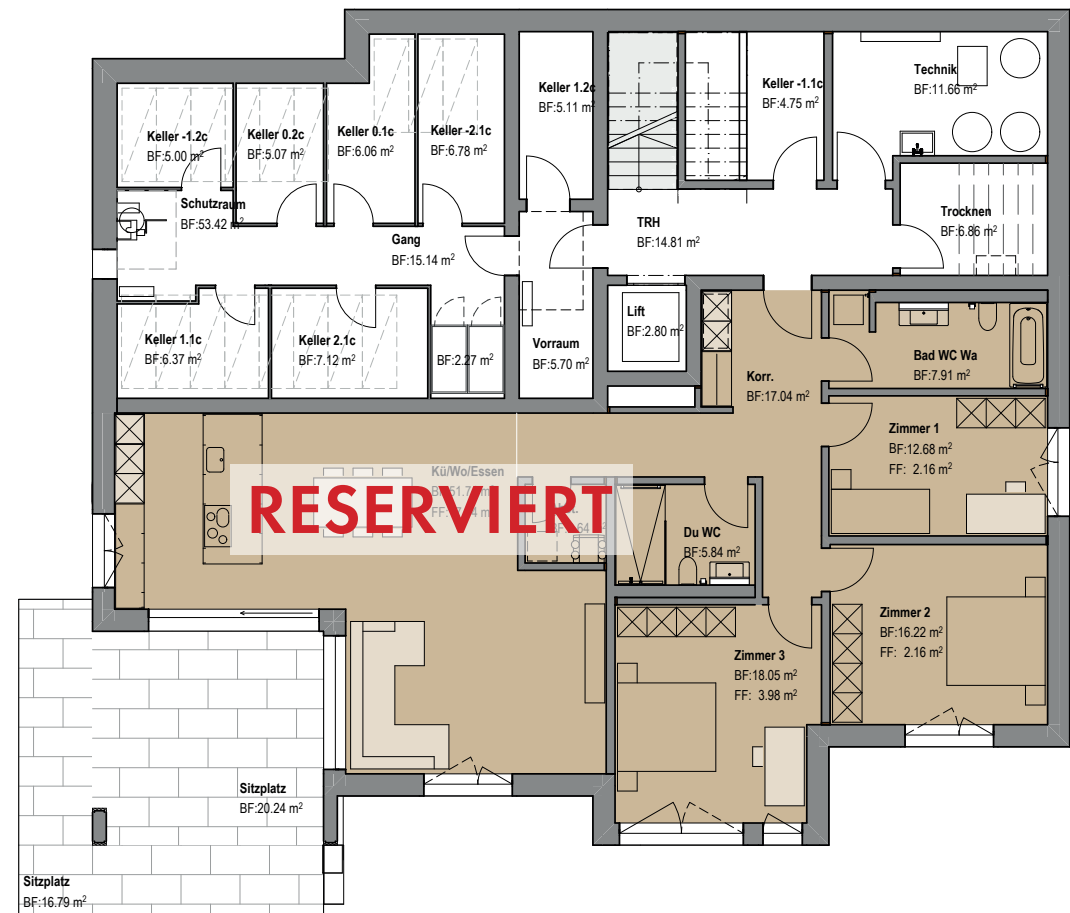 Keller -1.2c
BF:5.00 m²
Keller 0.2c
BF:5.07 m²
Keller 0.1c
BF:6.06 m²
Keller -2.1c
BF:6.78 m²
Keller 1.2c
BF:5.11 m²
Keller -1.1c
BF:4.75 m²
Technik
BF:11.66 m²
Schutzraum
BF:53.42 m²
Gang
BF:15.14 m²
TRH
BF:14.81 m²
Trocknen
BF:6.86 m²
Keller 1.1c
BF:6.37 m²
Keller 2.1c
BF:7.12 m²
BF:2.27 m²
Vorraum
BF:5.70 m²
Lift
BF:2.80 m²
Korr.
BF:17.04 m²
Bad WC Wa
BF:7.91 m²
Zimmer 1
BF:12.68 m²
FF: 2.16 m²
Kü/Wo/Essen
RESERVIERT
Du WC
BF:5.84 m²
Zimmer 2
BF:16.22 m²
FF: 2.16 m²
Zimmer 3
BF:18.05 m²
FF: 3.98 m²
Sitzplatz
BF:20.24 m²
Sitzplatz
BF:16.79 m²